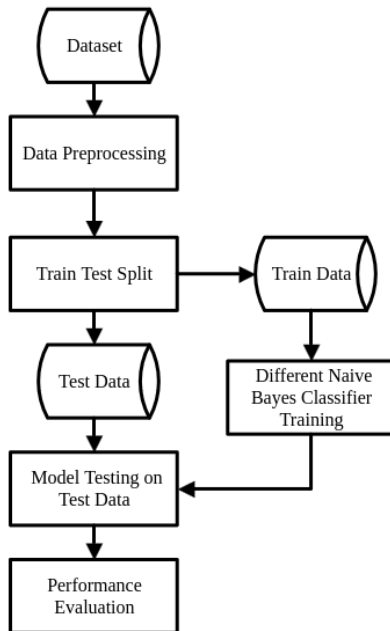 Dataset
Data Preprocessing
Train Test Split
Train Data
Test Data
Different Naive
Bayes Classifier
Training
Model Testing on
Test Data
Performance
Evaluation